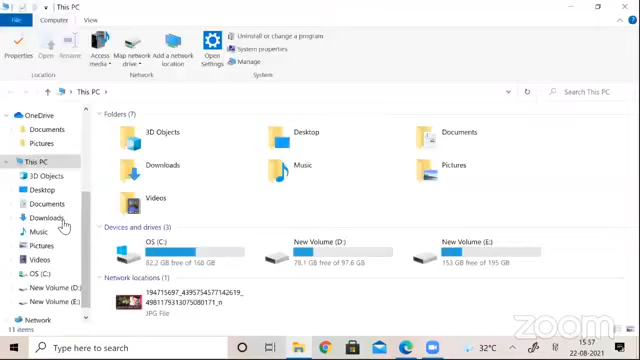 This PC
File
Computer
View
Properties
Open
Rename
Access media
Map network drive
Add a network location
Open Settings
Uninstall or change a program
System properties
Manage
Location
Network
System
This PC
Search This PC
OneDrive
Documents
Pictures
This PC
3D Objects
Desktop
Documents
Downloads
Music
Pictures
Videos
OS (C:)
New Volume (D:)
New Volume (E:)
Network
Folders (7)
3D Objects
Desktop
Documents
Downloads
Music
Pictures
Videos
Devices and drives (3)
OS (C:)
82.2 GB free of 168 GB
New Volume (D:)
78.1 GB free of 97.6 GB
New Volume (E:)
153 GB free of 195 GB
Network locations (1)
194715697_4395754577142619_
4981179313075080171_n
JPG File
11 items
zoom
Type here to search
32°C
ENG
15:57
22-08-2021